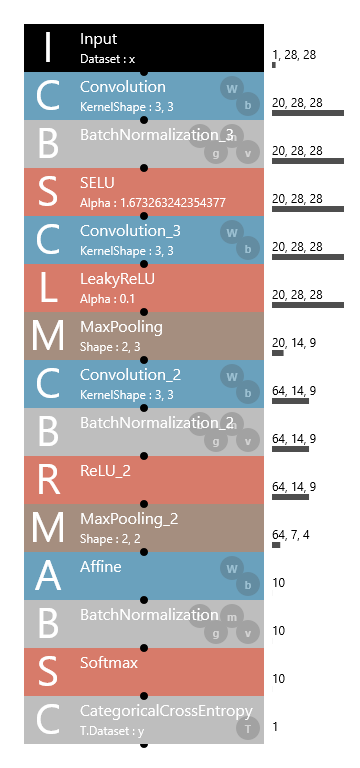 I Input 1, 28, 28
Dataset : x
C Convolution W 20, 28, 28
KernelShape : 3, 3 b
B BatchNormalization_3 m 20, 28, 28
g v
S SELU 20, 28, 28
Alpha : 1.673263242354377
C Convolution_3 W 20, 28, 28
KernelShape : 3, 3 b
L LeakyReLU 20, 28, 28
Alpha : 0.1
M MaxPooling 20, 14, 9
Shape : 2, 3
C Convolution_2 W 64, 14, 9
KernelShape : 3, 3 b
B BatchNormalization_2 m 64, 14, 9
g v
R ReLU_2 64, 14, 9
M MaxPooling_2 64, 7, 4
Shape : 2, 2
A Affine W 10
b
B BatchNormalization m 10
g v
S Softmax 10
C CategoricalCrossEntropy 1
T.Dataset : y T